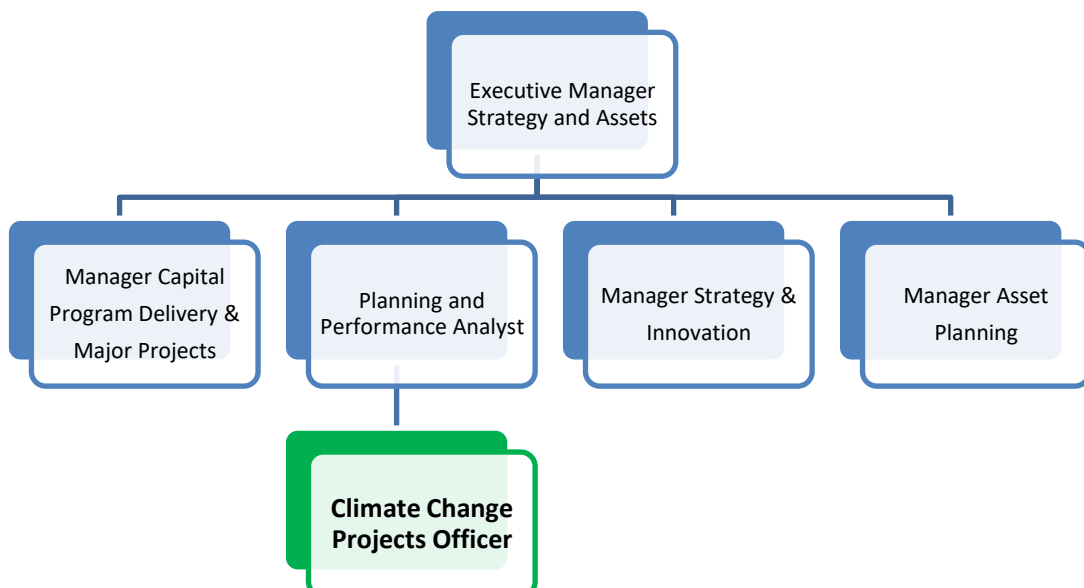 Executive Manager
Strategy and Assets
Manager Capital
Program Delivery &
Major Projects
Planning and
Performance Analyst
Manager Strategy &
Innovation
Manager Asset
Planning
Climate Change
Projects Officer